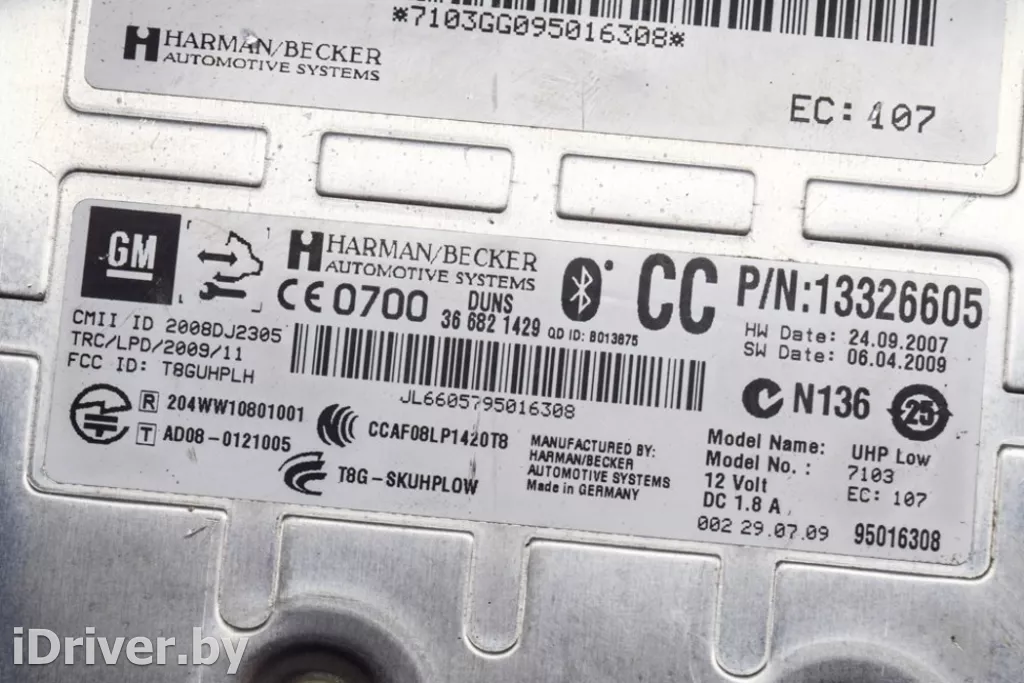 *7103GG095016308*
HARMAN/BECKER
AUTOMOTIVE SYSTEMS
EC: 107
GM
HARMAN/BECKER
AUTOMOTIVE SYSTEMS
CE 0700
DUNS
36 682 1429
QD ID: B013875
CC
P/N:13326605
HW Date: 24.09.2007
SW Date: 06.04.2009
CMII ID 2008DJ2305
TRC/LPD/2009/11
FCC ID: T8GUHPLH
JL6605795016308
N136
25
R 204WW10801001
T AD08-0121005
CCAF08LP1420T8
T8G-SKUHPLOW
MANUFACTURED BY:
HARMAN/BECKER
AUTOMOTIVE SYSTEMS
Made in GERMANY
Model Name: UHP Low
Model No.: 7103
12 Volt EC: 107
DC 1.8 A
002 29.07.09 95016308
iDriver.by